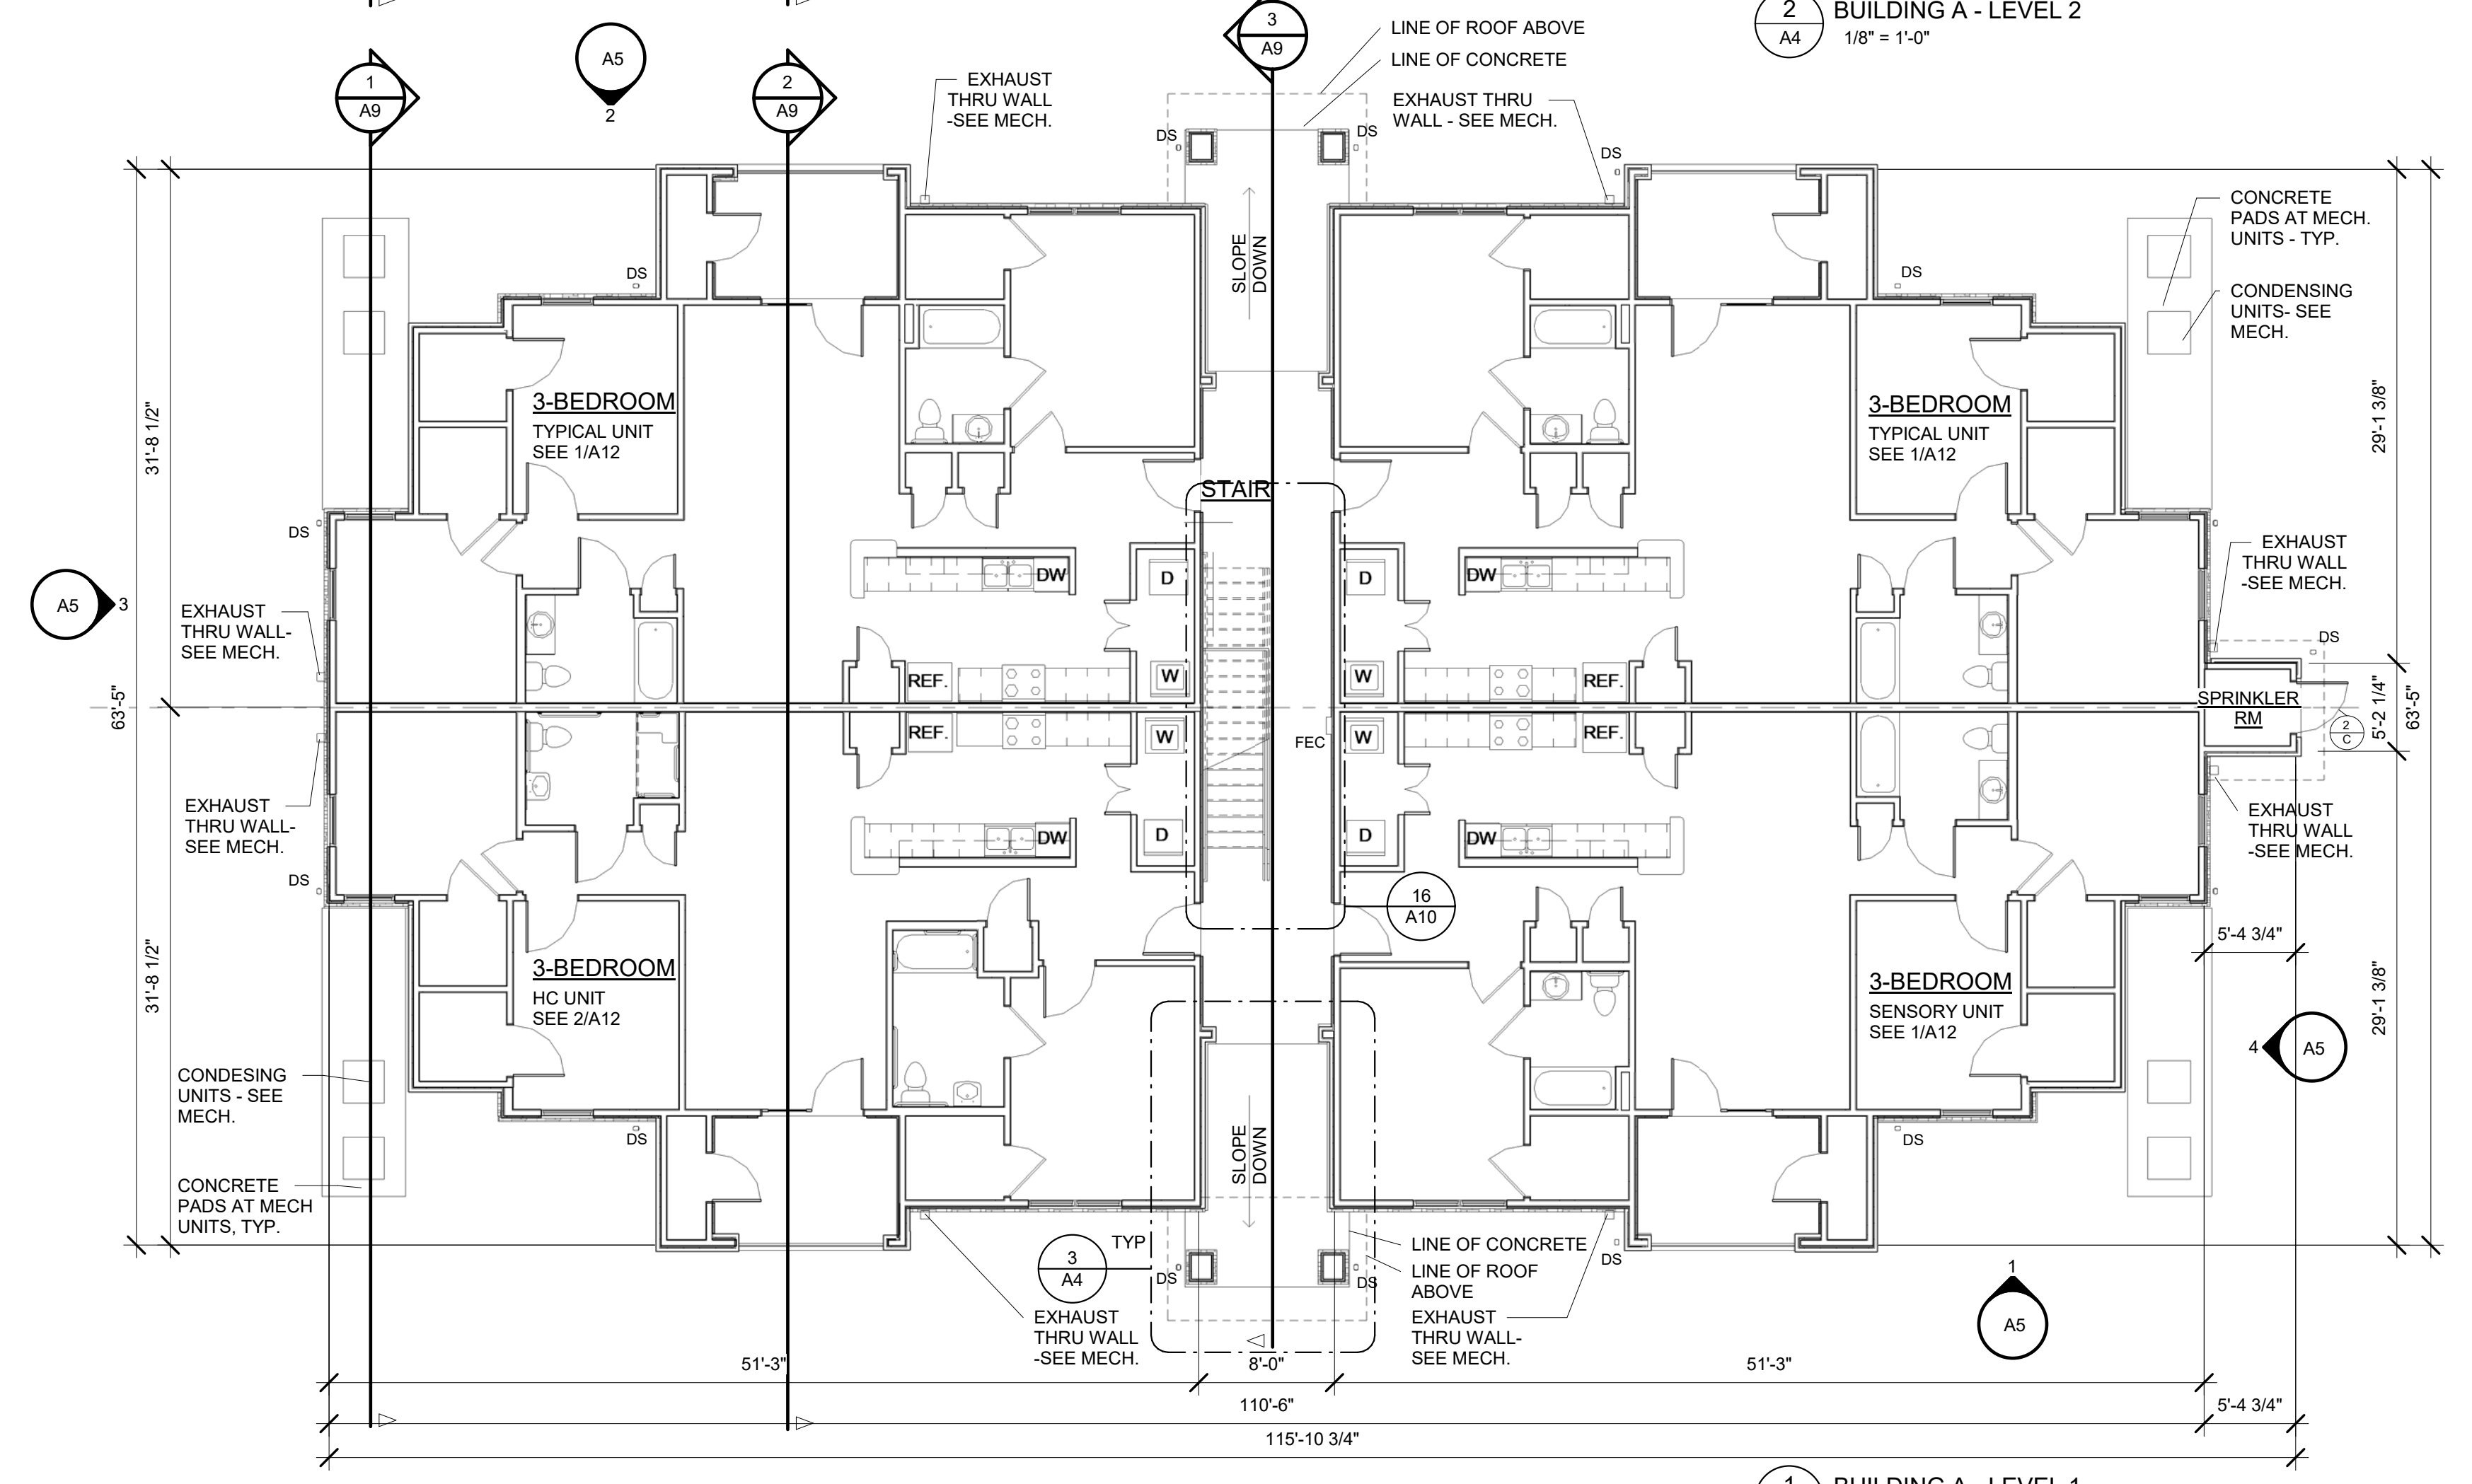 2
A4
BUILDING A - LEVEL 2
1/8" = 1'-0"
3
A9
LINE OF ROOF ABOVE
LINE OF CONCRETE
A5
2
1
A9
2
A9
EXHAUST
THRU WALL
-SEE MECH.
EXHAUST THRU
WALL - SEE MECH.
DS
DS
DS
CONCRETE
PADS AT MECH.
UNITS - TYP.
SLOPE
DOWN
DS
DS
CONDENSING
UNITS- SEE
MECH.
31'-8 1/2"
3-BEDROOM
TYPICAL UNIT
SEE 1/A12
3-BEDROOM
TYPICAL UNIT
SEE 1/A12
29'-1 3/8"
STAIR
DS
EXHAUST
THRU WALL
-SEE MECH.
DW
D
D
DW
A5
3
EXHAUST
THRU WALL-
SEE MECH.
DS
REF.
W
W
REF.
63'-5"
SPRINKLER
RM
5'-2 1/4"
63'-5"
2
C
REF.
W
FEC
W
REF.
EXHAUST
THRU WALL-
SEE MECH.
EXHAUST
THRU WALL
-SEE MECH.
DW
D
D
DW
DS
16
A10
5'-4 3/4"
31'-8 1/2"
3-BEDROOM
HC UNIT
SEE 2/A12
3-BEDROOM
SENSORY UNIT
SEE 1/A12
29'-1 3/8"
4
A5
CONDESING
UNITS - SEE
MECH.
DS
SLOPE
DOWN
DS
CONCRETE
PADS AT MECH
UNITS, TYP.
TYP
3
A4
DS
DS
LINE OF CONCRETE
LINE OF ROOF
ABOVE
DS
1
A5
EXHAUST
THRU WALL
-SEE MECH.
EXHAUST
THRU WALL-
SEE MECH.
51'-3"
8'-0"
51'-3"
110'-6"
5'-4 3/4"
115'-10 3/4"
1
BUILDING A - LEVEL 1